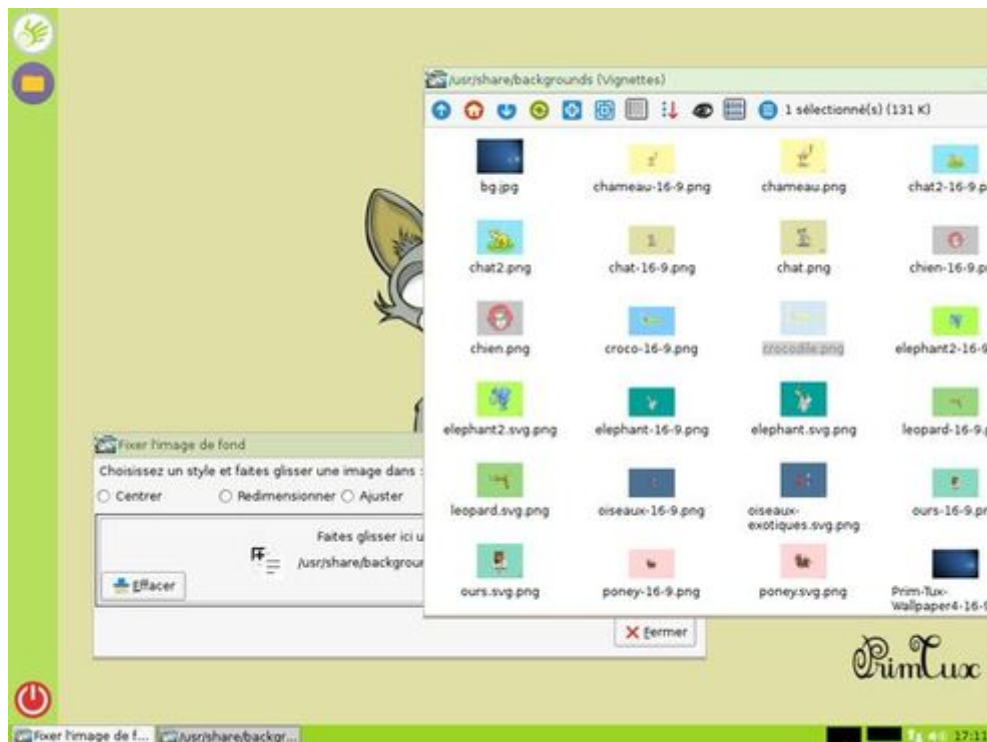 /usr/share/backgrounds (Vignettes)
1 sélectionné(s) (131 K)
bg.jpg
chameau-16-9.png
chameau.png
chat2-16-9.p
chat2.png
chat-16-9.png
chat.png
chien-16-9.p
chien.png
croco-16-9.png
crocodile.png
elephant2-16-9
elephant2.svg.png
elephant-16-9.png
elephant.svg.png
leopard-16-9.
leopard.svg.png
oiseaux-16-9.png
oiseaux-
exotiques.svg.png
ours-16-9.pr
ours.svg.png
poney-16-9.png
poney.svg.png
Prim-Tux-
Wallpaper4-16-9
Fixer l'image de fond
Choisissez un style et faites glisser une image dans :
Centrer
Redimensionner
Ajuster
Faites glisser ici u
/usr/share/backgrour
Effacer
Fermer
PrimTux
Fixer l'image de f...
/usr/share/backgr...
17:11